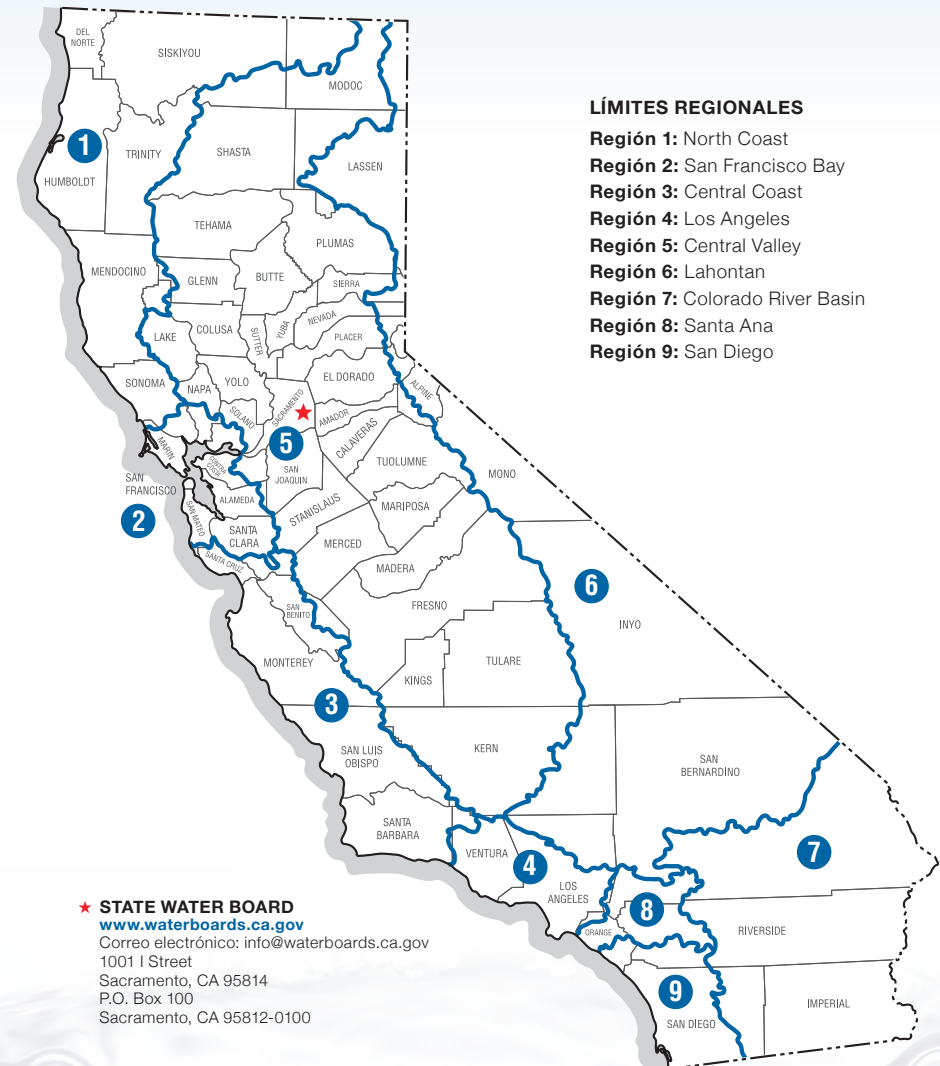 DEL
NORTE
SISKIYOU
MODOC
1
TRINITY
SHASTA
LASSEN
HUMBOLDT
TEHAMA
PLUMAS
MENDOCINO
GLENN
BUTTE
SIERRA
LAKE
COLUSA
SUTTER
YUBA
NEVADA
PLACER
SONOMA
NAPA
YOLO
EL DORADO
ALPINE
SOLANO
SACRAMENTO
AMADOR
MARIN
5
CALAVERAS
CONTRA
COSTA
SAN
JOAQUIN
TUOLUMNE
MONO
SAN
FRANCISCO
2
ALAMEDA
SAN MATEO
STANISLAUS
MARIPOSA
SANTA
CLARA
MERCED
SANTA CRUZ
MADERA
6
SAN
BENITO
FRESNO
INYO
MONTEREY
KINGS
TULARE
3
SAN LUIS
OBISPO
KERN
SAN
BERNARDINO
SANTA
BARBARA
VENTURA
4
LOS
ANGELES
7
8
ORANGE
RIVERSIDE
9
SAN DIEGO
IMPERIAL
LÍMITES REGIONALES
Región 1: North Coast
Región 2: San Francisco Bay
Región 3: Central Coast
Región 4: Los Angeles
Región 5: Central Valley
Región 6: Lahontan
Región 7: Colorado River Basin
Región 8: Santa Ana
Región 9: San Diego
★ STATE WATER BOARD
www.waterboards.ca.gov
Correo electrónico: info@waterboards.ca.gov
1001 I Street
Sacramento, CA 95814
P.O. Box 100
Sacramento, CA 95812-0100